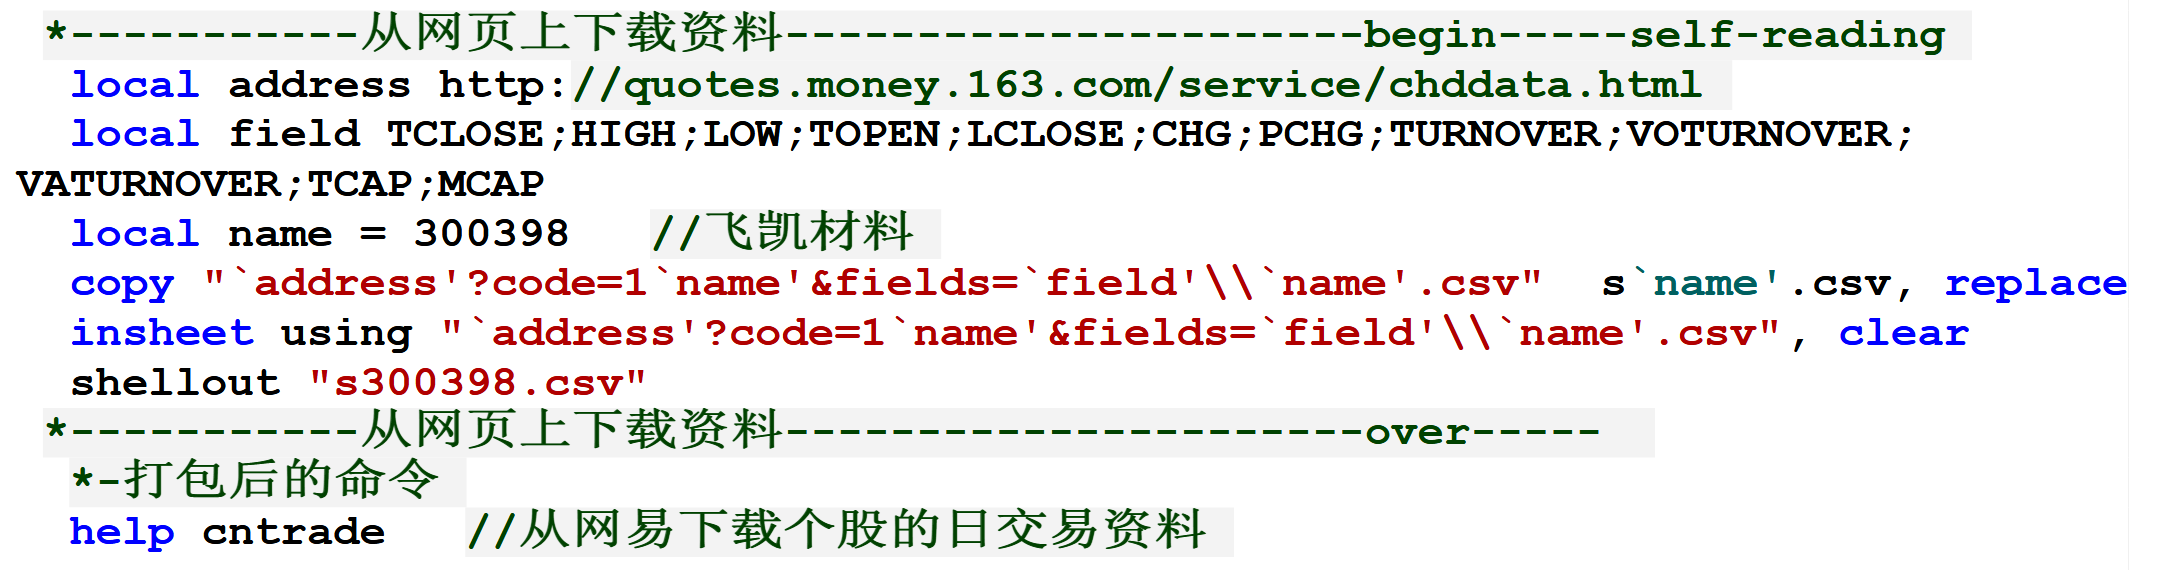 *-----------从网页上下载资料----------------------begin-----self-reading
local address http://quotes.money.163.com/service/chddata.html
local field TCLOSE;HIGH;LOW;TOPEN;LCLOSE;CHG;PCHG;TURNOVER;VOTURNOVER;
VATURNOVER;TCAP;MCAP
local name = 300398   //飞凯材料
copy "`address'?code=1`name'&fields=`field'\\`name'.csv"  s`name'.csv, replace
insheet using "`address'?code=1`name'&fields=`field'\\`name'.csv", clear
shellout "s300398.csv"
*-----------从网页上下载资料----------------------over-----
*-打包后的命令
help cntrade   //从网易下载个股的日交易资料